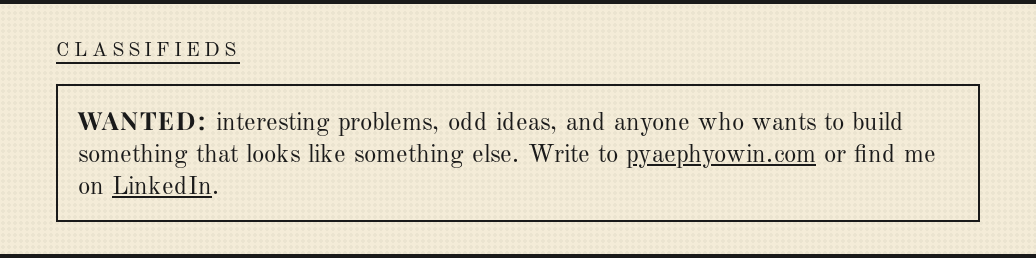 CLASSIFIEDS
WANTED: interesting problems, odd ideas, and anyone who wants to build
something that looks like something else. Write to pyaephyowin.com or find me
on LinkedIn.